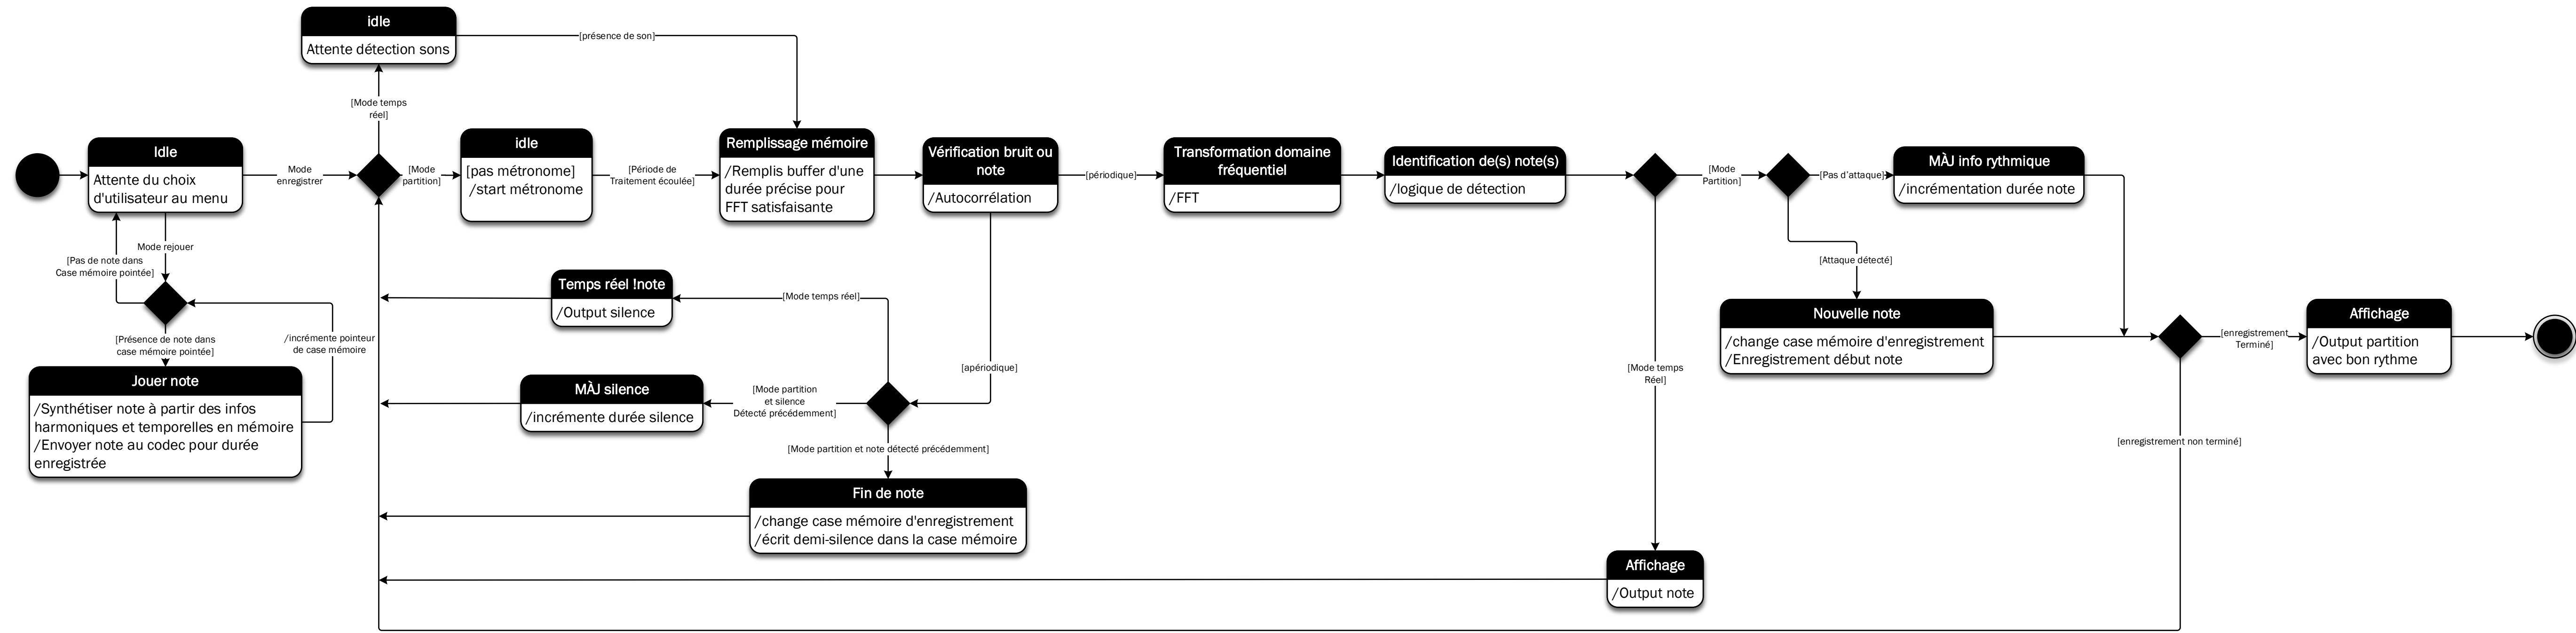 idle
Attente détection sons
[présence de son]
[Mode temps
réel]
Idle
Attente du choix
d'utilisateur au menu
Mode
enregistrer
[Mode
partition]
idle
[pas métronome]
/start métronome
[Période de
Traitement écoulée]
Remplissage mémoire
/Remplis buffer d'une
durée précise pour
FFT satisfaisante
Vérification bruit ou
note
/Autocorrélation
[périodique]
Transformation domaine
fréquentiel
/FFT
Identification de(s) note(s)
/logique de détection
[Mode
Partition]
[Pas d'attaque]
MÀJ info rythmique
/incrémentation durée note
Mode rejouer
[Pas de note dans
Case mémoire pointée]
[Présence de note dans
case mémoire pointée]
/incrémente pointeur
de case mémoire
Jouer note
/Synthétiser note à partir des infos
harmoniques et temporelles en mémoire
/Envoyer note au codec pour durée
enregistrée
Temps réel !note
/Output silence
[Mode temps réel]
[apériodique]
MÀJ silence
/incrémente durée silence
[Mode partition
et silence
Détecté précédemment]
[Mode partition et note détecté précédemment]
Fin de note
/change case mémoire d'enregistrement
/écrit demi-silence dans la case mémoire
[Attaque détecté]
Nouvelle note
/change case mémoire d'enregistrement
/Enregistrement début note
[Mode temps
Réel]
[enregistrement
Terminé]
Affichage
/Output partition
avec bon rythme
[enregistrement non terminé]
Affichage
/Output note